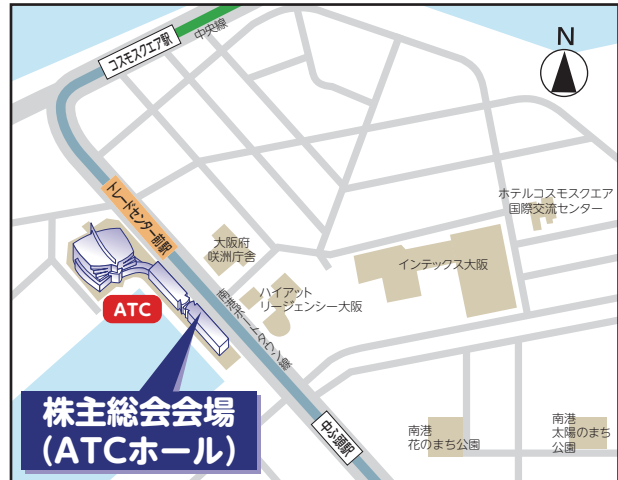 コスモスクエア駅
中央線
N
トレードセンター前駅
大阪府
咲洲庁舎
ホテルコスモスクエア
国際交流センター
インテックス大阪
ハイアット
リージェンシー大阪
ATC
南港ポートタウン線
株主総会会場
(ATCホール)
中ふ頭駅
南港
花のまち公園
南港
太陽のまち
公園